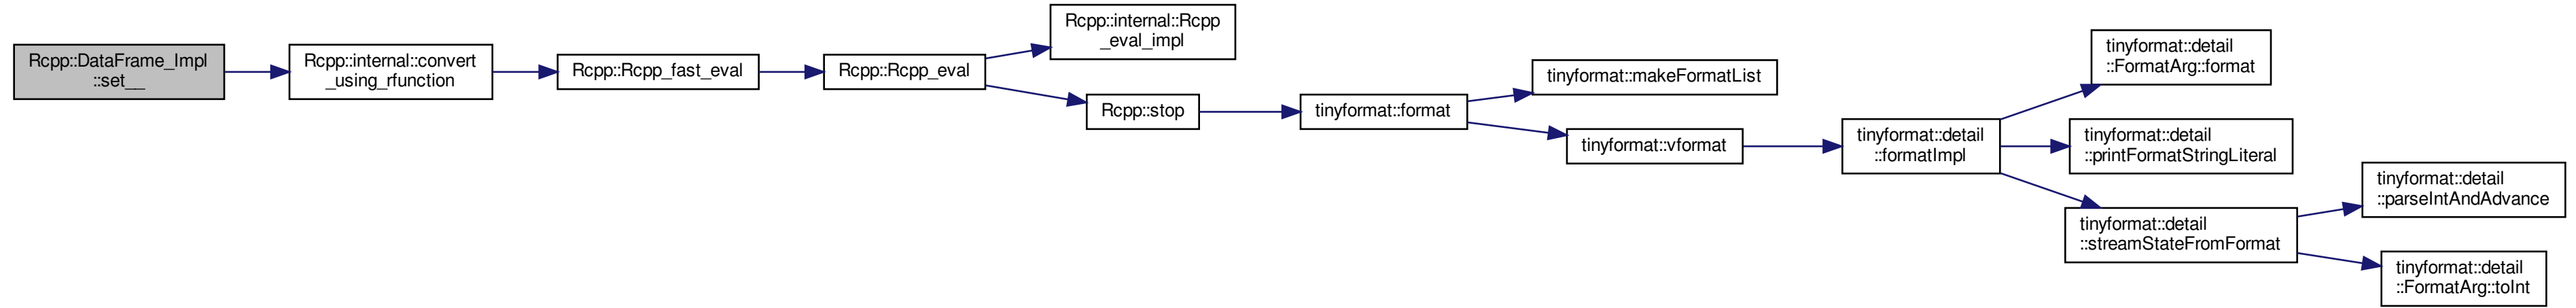 Rcpp::DataFrame_Impl
::set__
Rcpp::internal::convert
_using_rfunction
Rcpp::Rcpp_fast_eval
Rcpp::Rcpp_eval
Rcpp::internal::Rcpp
_eval_impl
Rcpp::stop
tinyformat::format
tinyformat::makeFormatList
tinyformat::vformat
tinyformat::detail
::formatImpl
tinyformat::detail
::FormatArg::format
tinyformat::detail
::printFormatStringLiteral
tinyformat::detail
::streamStateFromFormat
tinyformat::detail
::parseIntAndAdvance
tinyformat::detail
::FormatArg::toInt